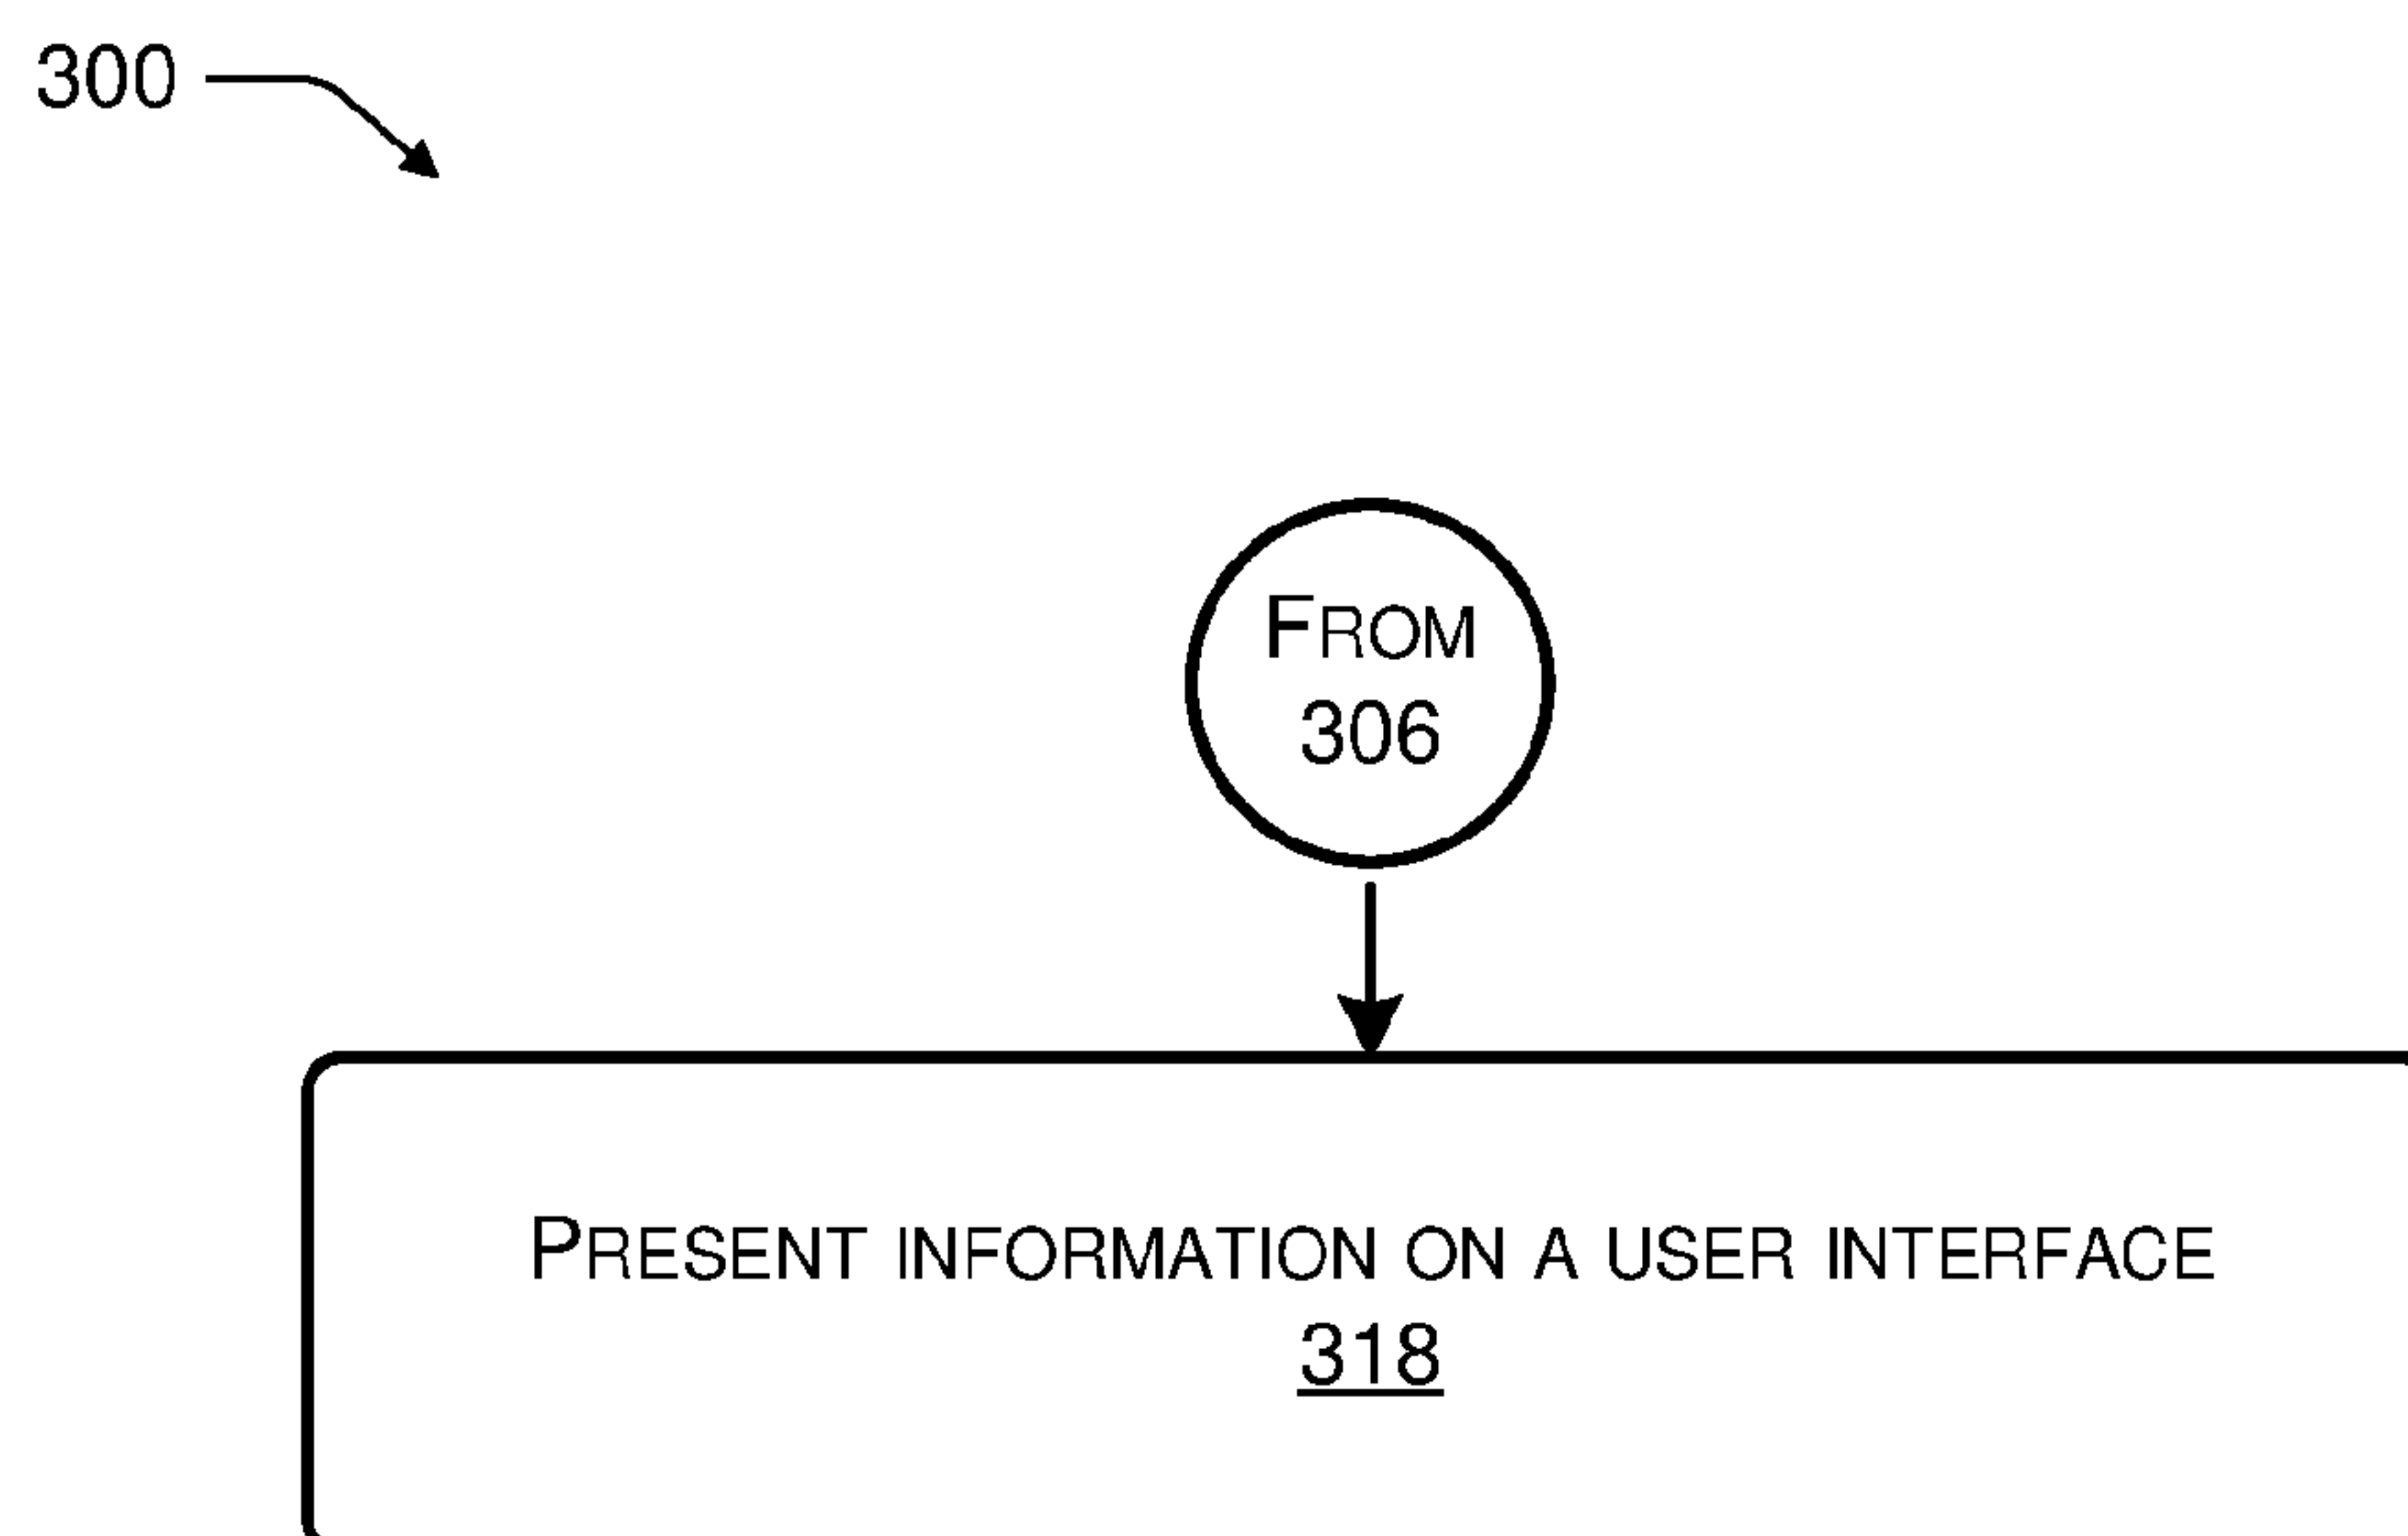 300
FROM
306
PRESENT INFORMATION ON A USER INTERFACE
318